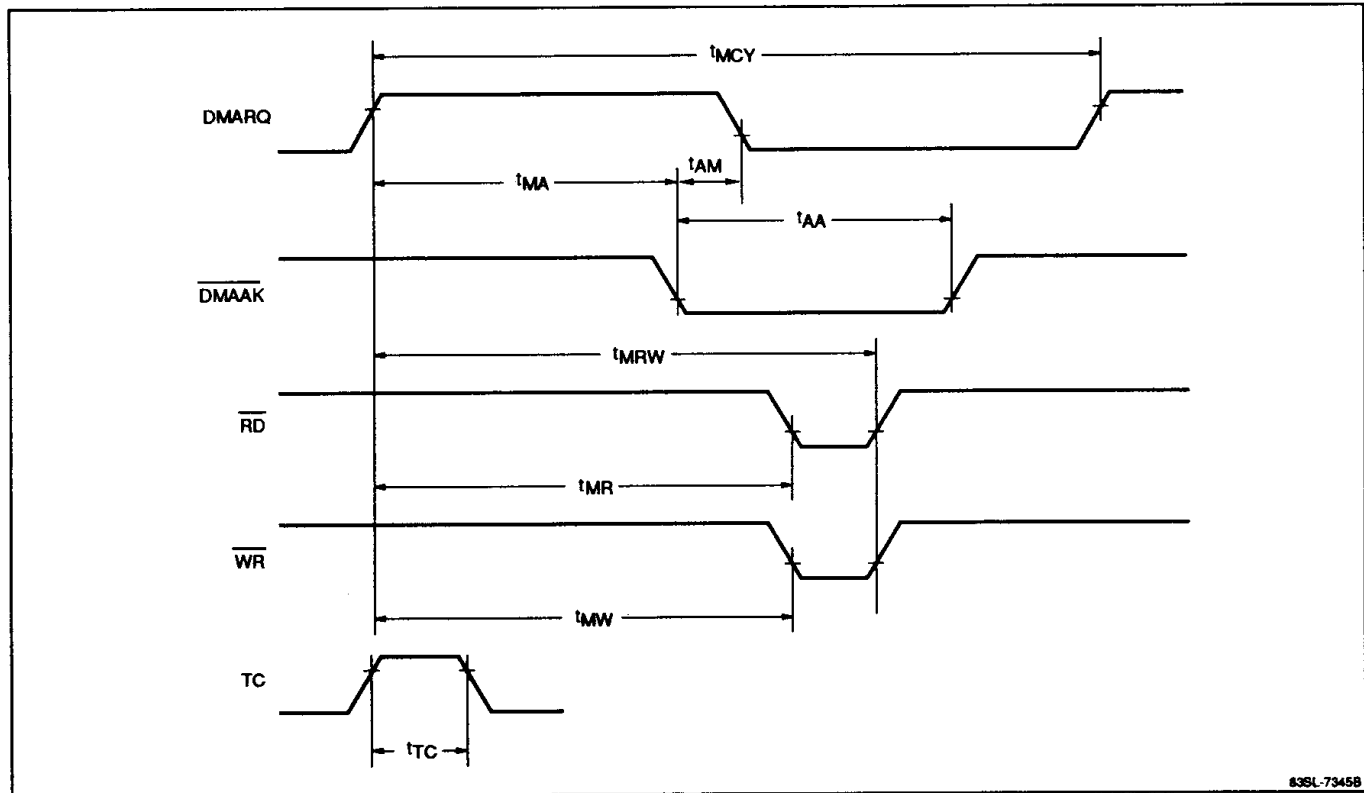 tMCY
DMARQ
tAM
tMA
tAA
DMAAK
tMRW
RD
tMR
WR
tMW
TC
tTC
83SL-7345B